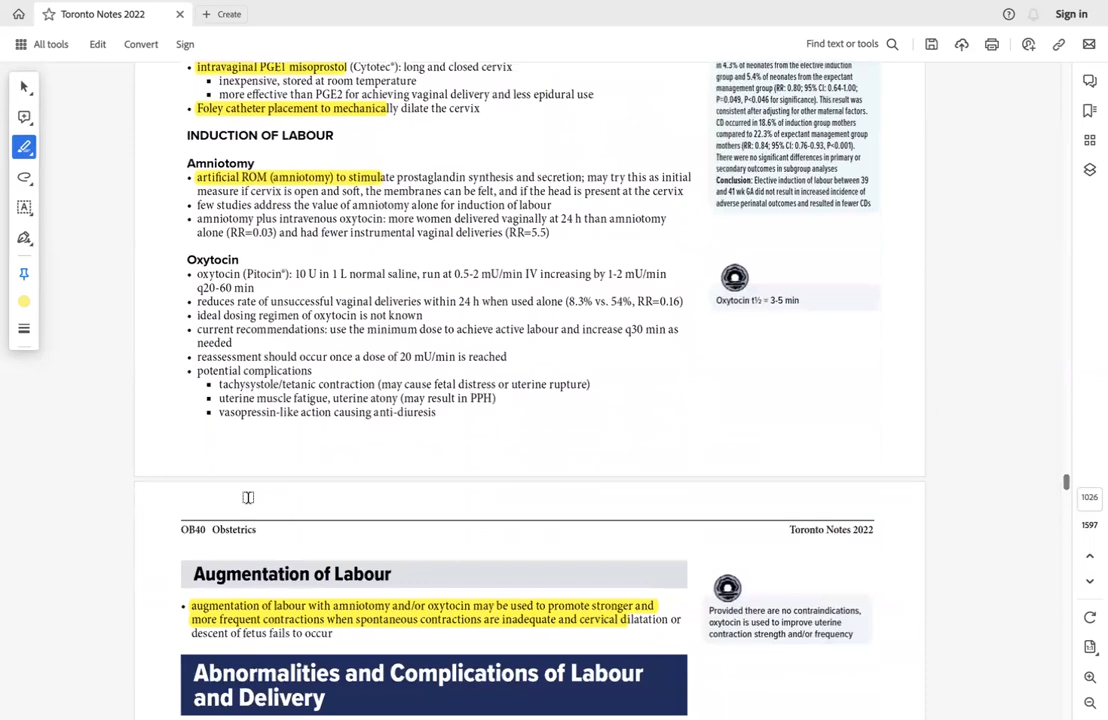 Toronto Notes 2022
Create
Sign in
All tools
Edit
Convert
Sign
Find text or tools
• intravaginal PGE1 misoprostol (Cytotec®): long and closed cervix
▪ inexpensive, stored at room temperature
▪ more effective than PGE2 for achieving vaginal delivery and less epidural use
• Foley catheter placement to mechanically dilate the cervix
INDUCTION OF LABOUR
Amniotomy
• artificial ROM (amniotomy) to stimulate prostaglandin synthesis and secretion; may try this as initial
measure if cervix is open and soft, the membranes can be felt, and if the head is present at the cervix
• few studies address the value of amniotomy alone for induction of labour
• amniotomy plus intravenous oxytocin: more women delivered vaginally at 24 h than amniotomy
alone (RR=0.03) and had fewer instrumental vaginal deliveries (RR=5.5)
Oxytocin
• oxytocin (Pitocin®): 10 U in 1 L normal saline, run at 0.5-2 mU/min IV increasing by 1-2 mU/min
q20-60 min
• reduces rate of unsuccessful vaginal deliveries within 24 h when used alone (8.3% vs. 54%, RR=0.16)
• ideal dosing regimen of oxytocin is not known
• current recommendations: use the minimum dose to achieve active labour and increase q30 min as
needed
• reassessment should occur once a dose of 20 mU/min is reached
• potential complications
▪ tachysystole/tetanic contraction (may cause fetal distress or uterine rupture)
▪ uterine muscle fatigue, uterine atony (may result in PPH)
▪ vasopressin-like action causing anti-diuresis
in 4.3% of neonates from the elective induction
group and 5.4% of neonates from the expectant
management group (RR: 0.80; 95% CI: 0.64-1.00;
P=0.049, P<0.046 for significance). This result was
consistent after adjusting for other maternal factors.
CD occurred in 18.6% of induction group mothers
compared to 22.3% of expectant management group
mothers (RR: 0.84; 95% CI: 0.76-0.93, P<0.001).
There were no significant differences in primary or
secondary outcomes in subgroup analyses
Conclusion: Elective induction of labour between 39
and 41 wk GA did not result in increased incidence of
adverse perinatal outcomes and resulted in fewer CDs
Oxytocin t½ = 3-5 min
1026
1597
OB40 Obstetrics
Toronto Notes 2022
Augmentation of Labour
• augmentation of labour with amniotomy and/or oxytocin may be used to promote stronger and
more frequent contractions when spontaneous contractions are inadequate and cervical dilatation or
descent of fetus fails to occur
Provided there are no contraindications,
oxytocin is used to improve uterine
contraction strength and/or frequency
Abnormalities and Complications of Labour
and Delivery